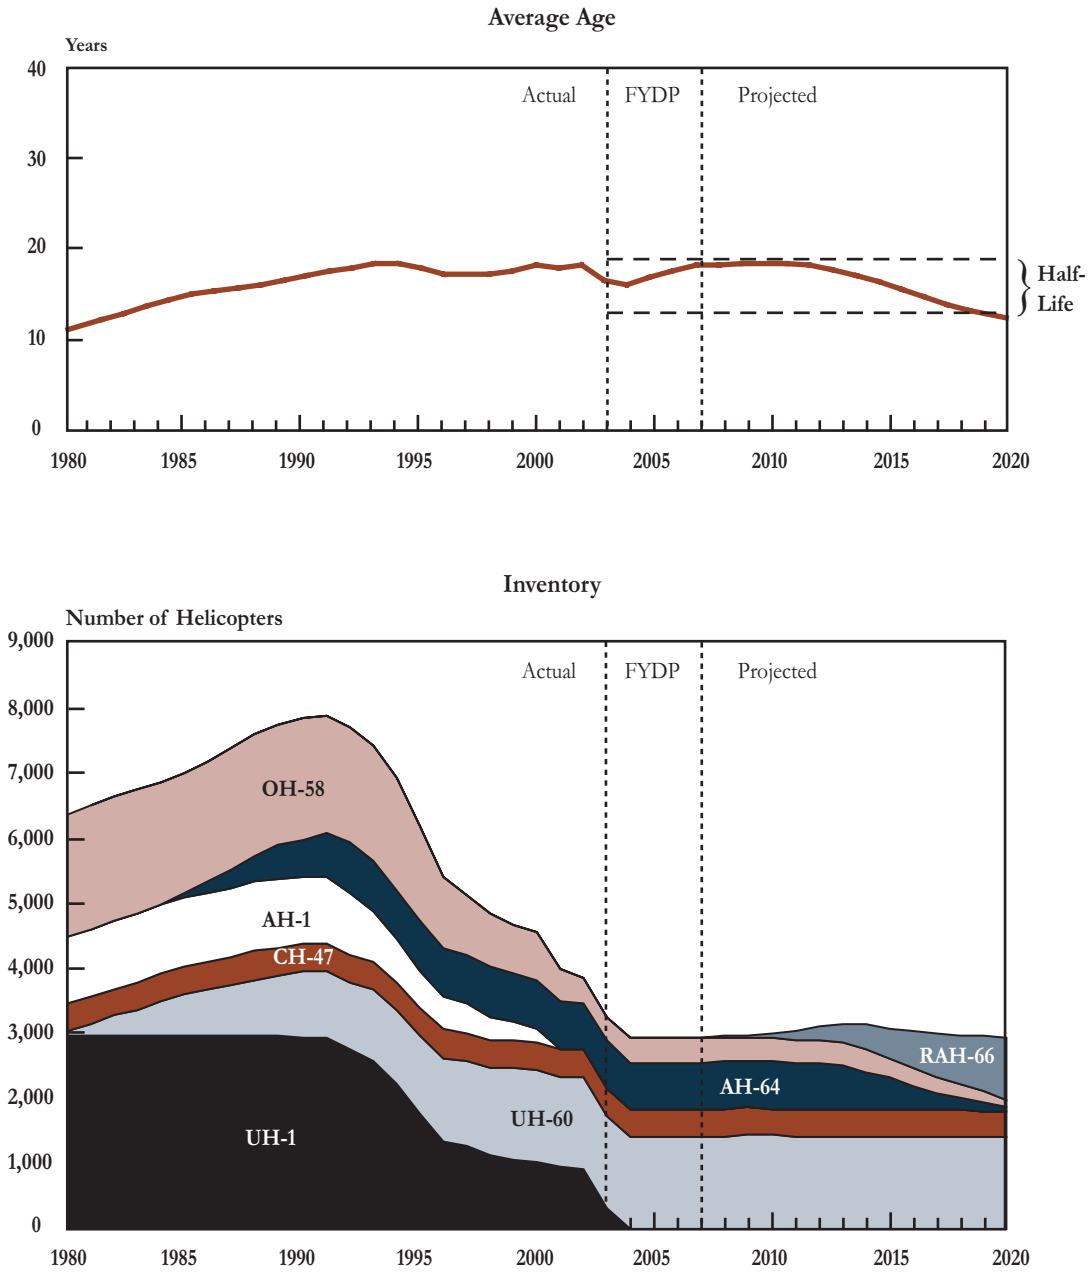 Average Age
Years
40
30
20
10
0
Actual
FYDP
Projected
Half-
Life
1980 1985 1990 1995 2000 2005 2010 2015 2020
Inventory
Number of Helicopters
9,000
8,000
7,000
6,000
5,000
4,000
3,000
2,000
1,000
0
Actual
FYDP
Projected
OH-58
AH-1
CH-47
RAH-66
AH-64
UH-60
UH-1
1980 1985 1990 1995 2000 2005 2010 2015 2020